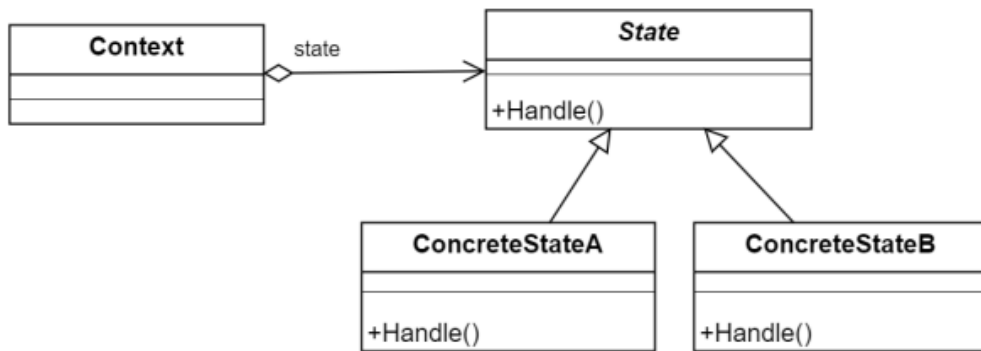 Context
state
State
+Handle()
ConcreteStateA
+Handle()
ConcreteStateB
+Handle()